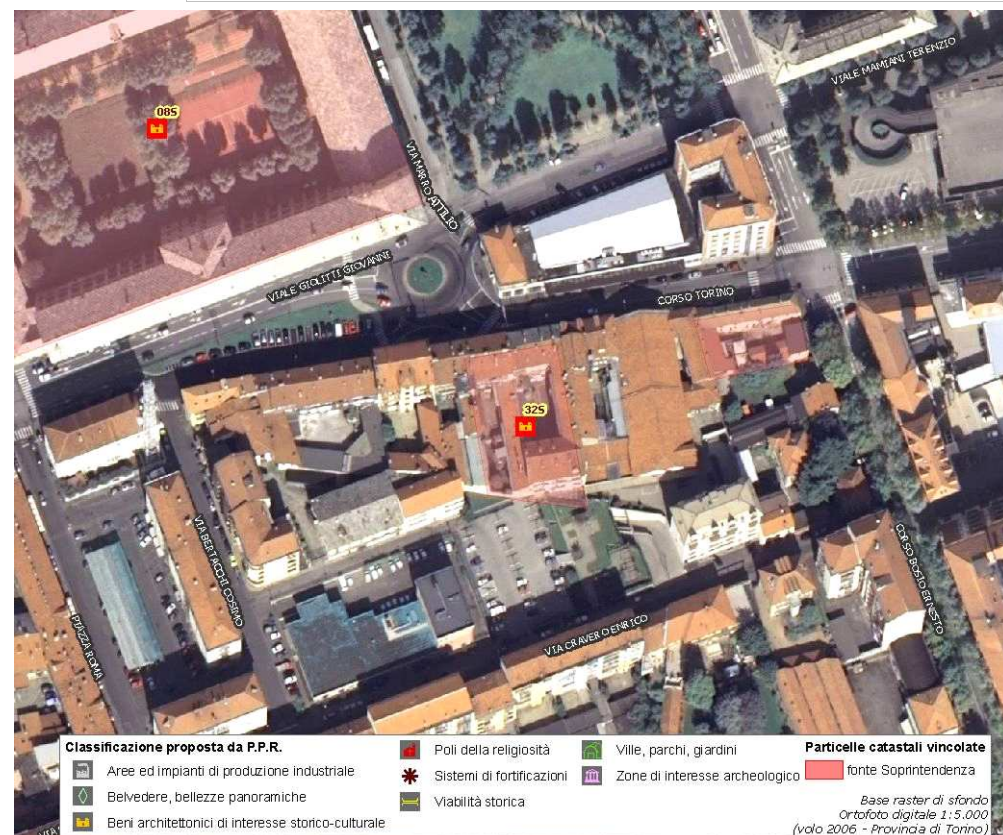 VIALE MAMIANI TERENZIO
08S
VIA MARRO ATTILIO
VIALE GIOLITTI GIOVANNI
CORSO TORINO
32S
VIA BERTACCHI COSIMO
CORSO BOSIO ERNESTO
PIAZZA ROMA
VIA CRAVERO ENRICO
Classificazione proposta da P.P.R.
Aree ed impianti di produzione industriale
Belvedere, bellezze panoramiche
Beni architettonici di interesse storico-culturale
Poli della religiosità
Sistemi di fortificazioni
Viabilità storica
Ville, parchi, giardini
Zone di interesse archeologico
Particelle catastali vincolate
fonte Soprintendenza
Base raster di sfondo
Ortofoto digitale 1:5.000
(volo 2006 - Provincia di Torino)